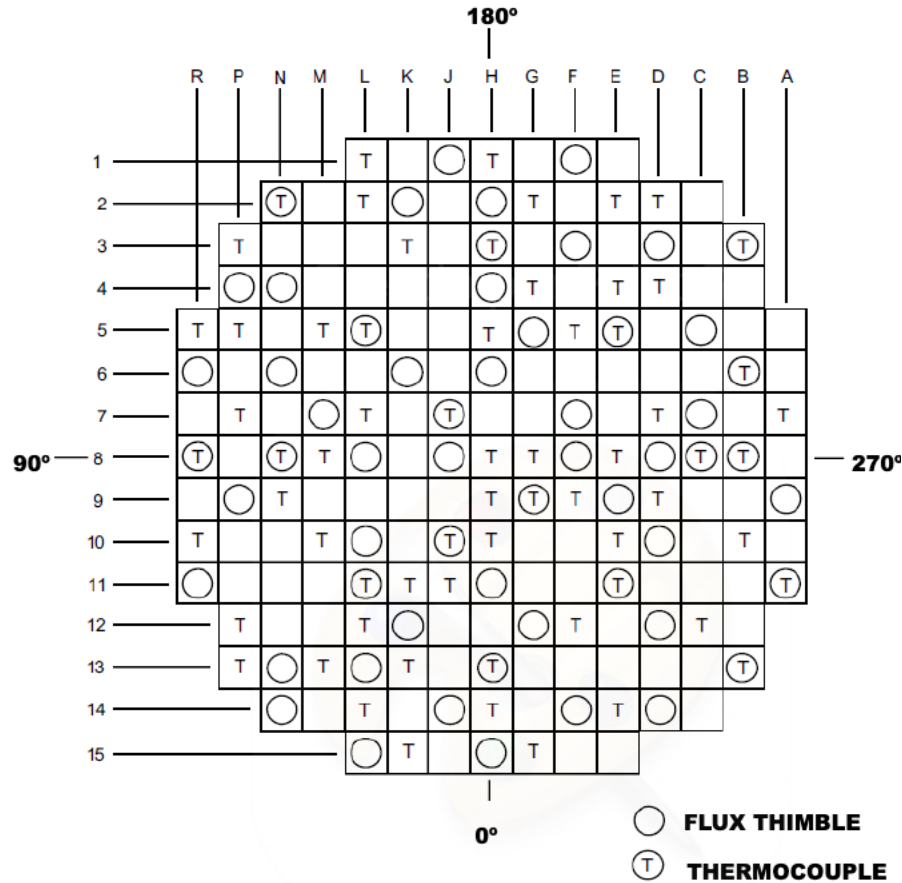 180º
R P N M L K J H G F E D C B A
1 T T
2 T T G T T T
3 T T T T
4 T T T
5 T T T T T T T
6 T
7 T T T T T
8 T T T T T T T T
90º
270º
9 T T T T T
10 T T T T T T
11 T T T T T
12 T T T T
13 T T T T T
14 T T T
15 T T
0º
FLUX THIMBLE
T THERMOCOUPLE